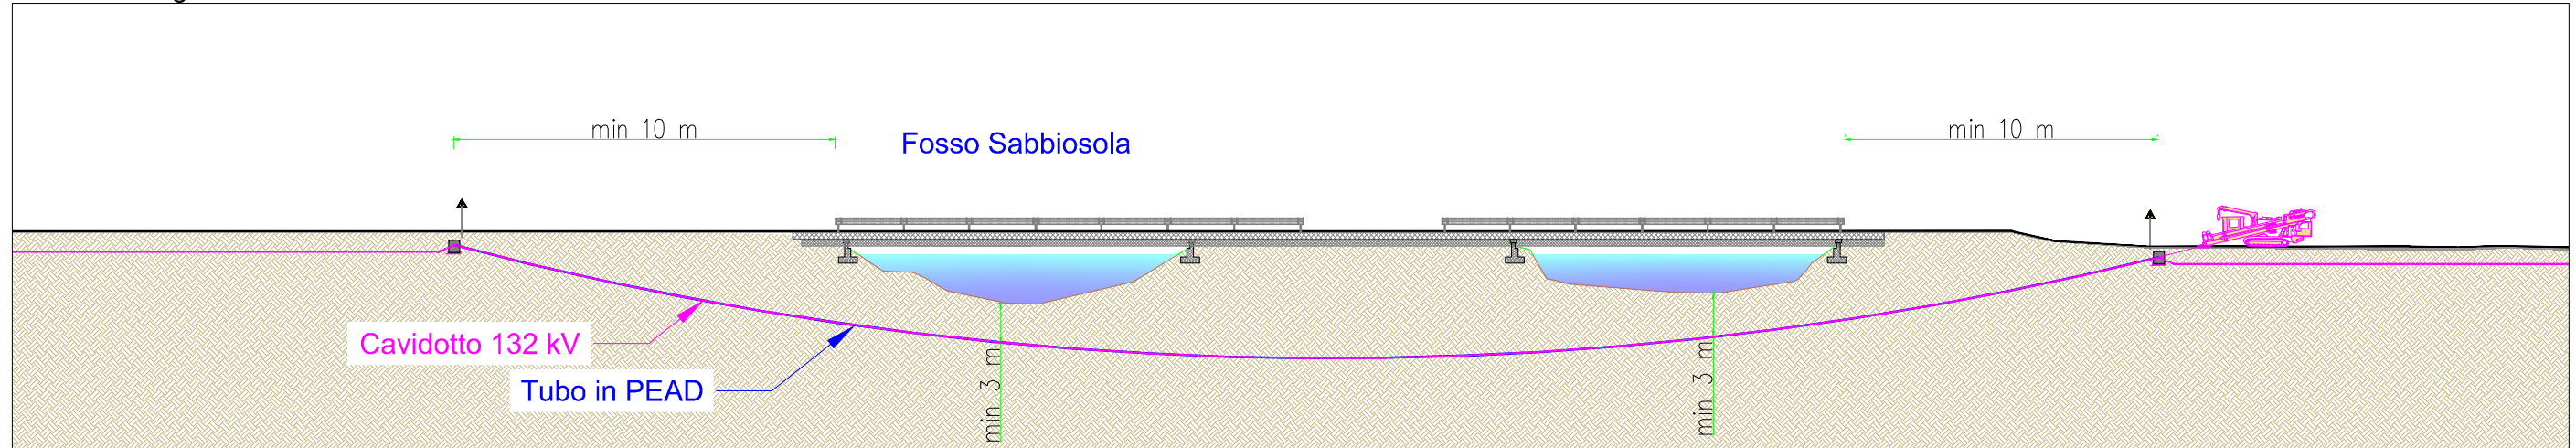 min 10 m
Fosso Sabbiosola
min 10 m
Cavidotto 132 kV
Tubo in PEAD
min 3 m
min 3 m